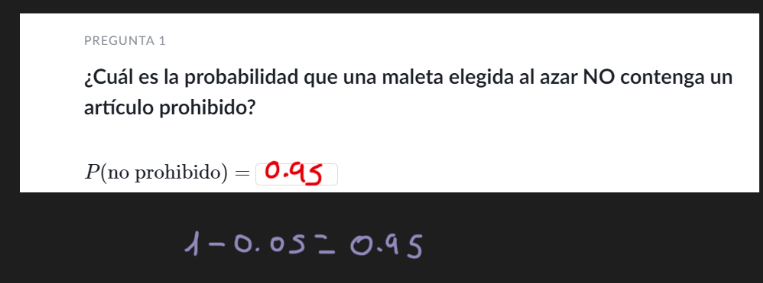 PREGUNTA 1
¿Cuál es la probabilidad que una maleta elegida al azar NO contenga un
artículo prohibido?
P(no prohibido) = 0.95
1-0.05=0.95